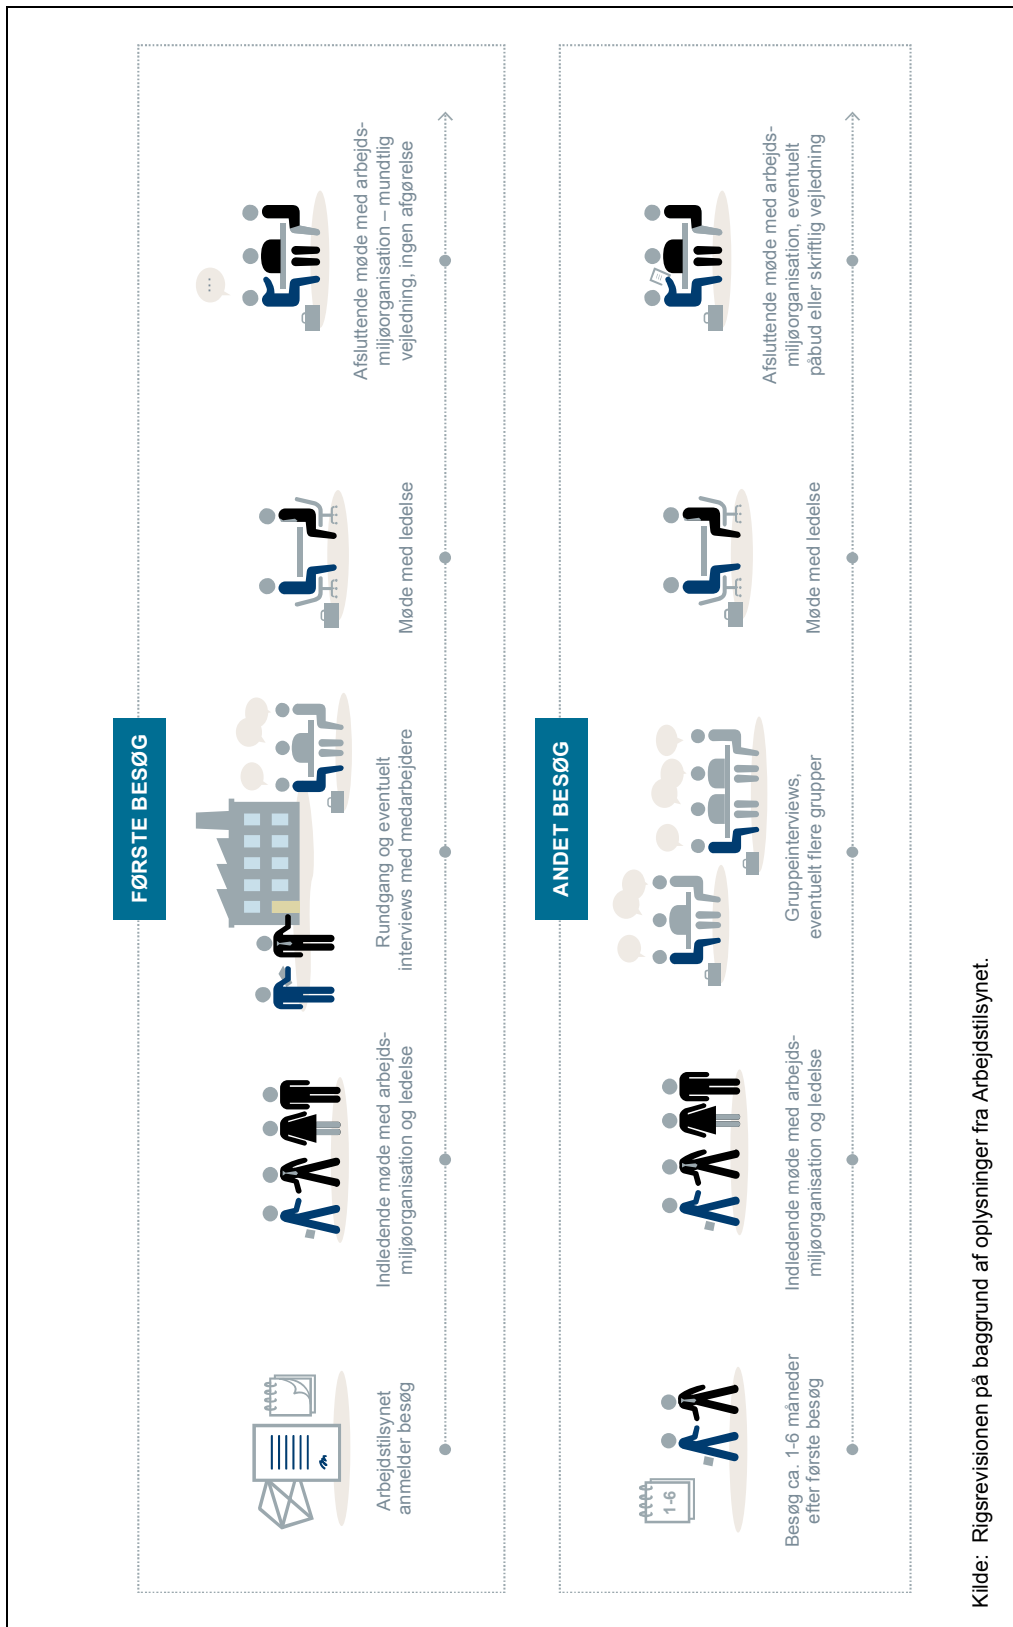 FØRSTE BESØG
Arbejdstilsynet
anmelder besøg
Indledende møde med arbejds-
miljøorganisation og ledelse
Rundgang og eventuelt
interviews med medarbejdere
Møde med ledelse
...
Afsluttende møde med arbejds-
miljøorganisation – mundtlig
vejledning, ingen afgørelse
ANDET BESØG
1-6
Besøg ca. 1-6 måneder
efter første besøg
Indledende møde med arbejds-
miljøorganisation og ledelse
Gruppeinterviews,
eventuelt flere grupper
Møde med ledelse
Afsluttende møde med arbejds-
miljøorganisation, eventuelt
påbud eller skriftlig vejledning
Kilde: Rigsrevisionen på baggrund af oplysninger fra Arbejdstilsynet.